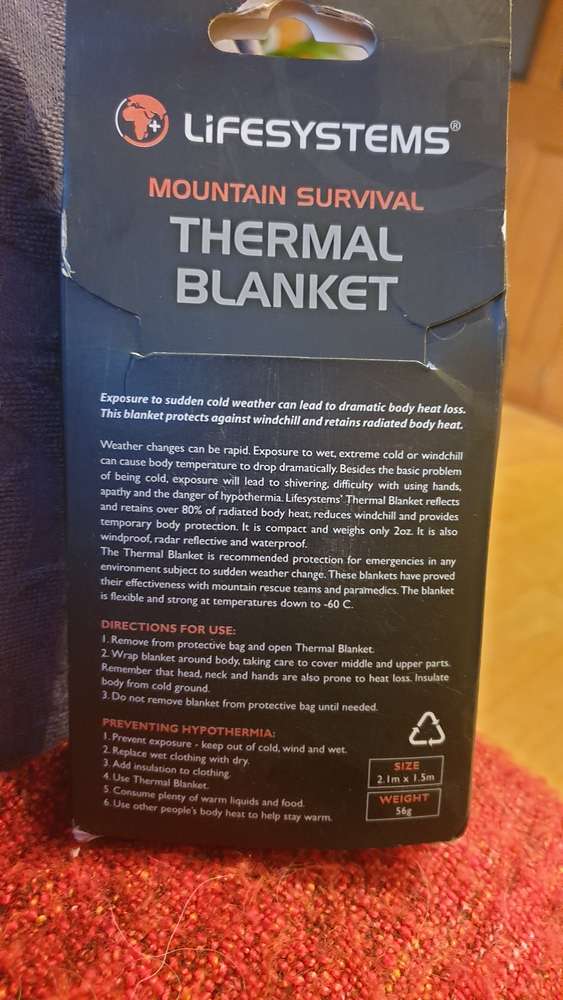 LiFESYSTEMS®
MOUNTAIN SURVIVAL
THERMAL
BLANKET
Exposure to sudden cold weather can lead to dramatic body heat loss.
This blanket protects against windchill and retains radiated body heat.
Weather changes can be rapid. Exposure to wet, extreme cold or windchill
can cause body temperature to drop dramatically. Besides the basic problem
of being cold, exposure will lead to shivering, difficulty with using hands,
apathy and the danger of hypothermia. Lifesystems' Thermal Blanket reflects
and retains over 80% of radiated body heat, reduces windchill and provides
temporary body protection. It is compact and weighs only 2oz. It is also
windproof, radar reflective and waterproof.
The Thermal Blanket is recommended protection for emergencies in any
environment subject to sudden weather change. These blankets have proved
their effectiveness with mountain rescue teams and paramedics. The blanket
is flexible and strong at temperatures down to -60 C.
DIRECTIONS FOR USE:
1. Remove from protective bag and open Thermal Blanket.
2. Wrap blanket around body, taking care to cover middle and upper parts.
Remember that head, neck and hands are also prone to heat loss. Insulate
body from cold ground.
3. Do not remove blanket from protective bag until needed.
PREVENTING HYPOTHERMIA:
1. Prevent exposure - keep out of cold, wind and wet.
2. Replace wet clothing with dry.
3. Add insulation to clothing.
4. Use Thermal Blanket.
5. Consume plenty of warm liquids and food.
6. Use other people's body heat to help stay warm.
SIZE
2.1m x 1.5m
WEIGHT
56g